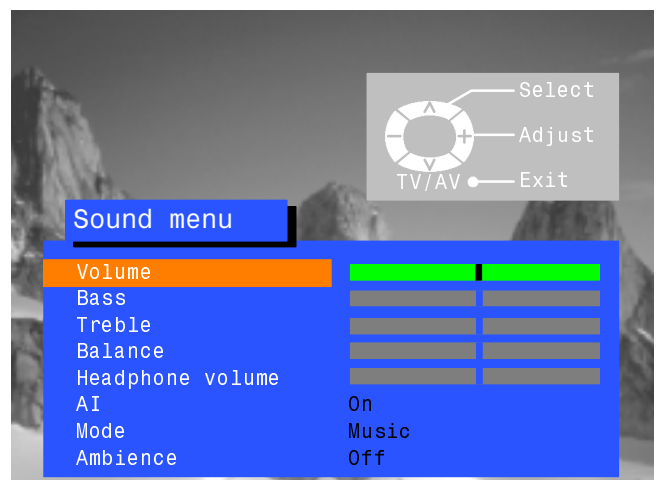 Select
Adjust
TV/AV Exit
Sound menu
Volume
Bass
Treble
Balance
Headphone volume
AI On
Mode Music
Ambience Off